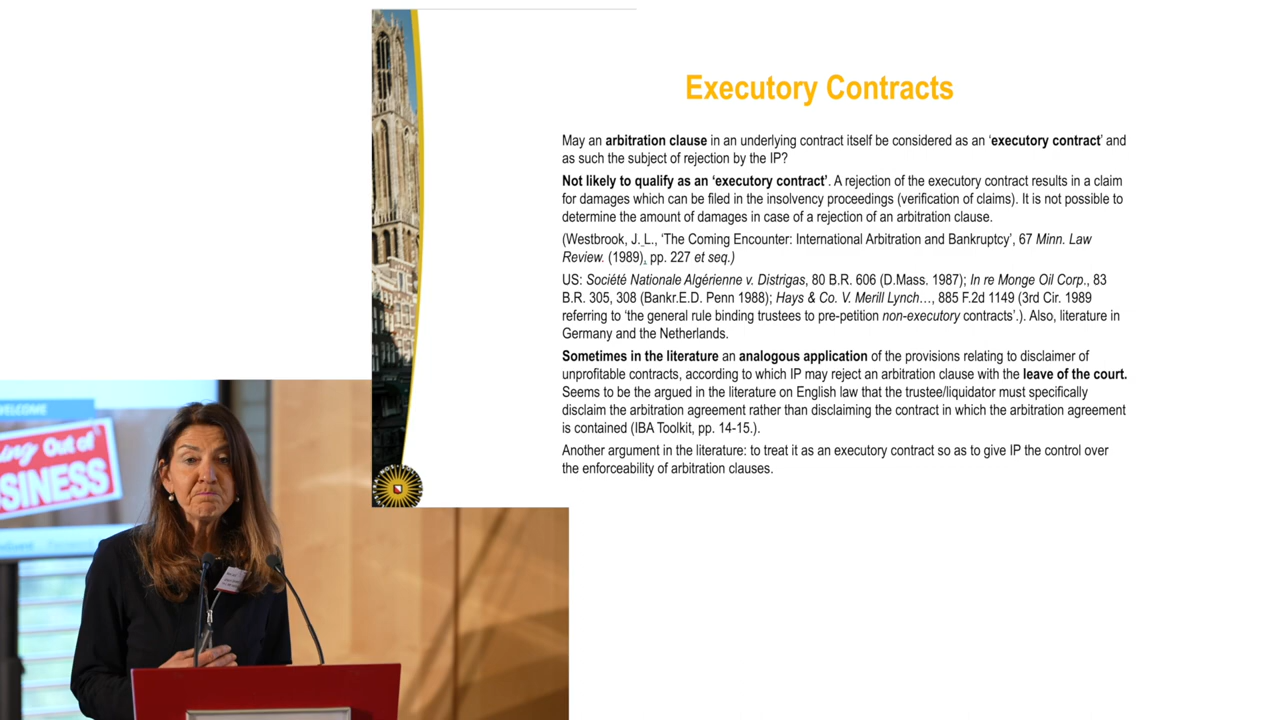 Executory Contracts
May an arbitration clause in an underlying contract itself be considered as an ‘executory contract’ and
as such the subject of rejection by the IP?
Not likely to qualify as an ‘executory contract’. A rejection of the executory contract results in a claim
for damages which can be filed in the insolvency proceedings (verification of claims). It is not possible to
determine the amount of damages in case of a rejection of an arbitration clause.
(Westbrook, J. L., ‘The Coming Encounter: International Arbitration and Bankruptcy’, 67 Minn. Law
Review. (1989), pp. 227 et seq.)
US: Société Nationale Algérienne v. Distrigas, 80 B.R. 606 (D.Mass. 1987); In re Monge Oil Corp., 83
B.R. 305, 308 (Bankr.E.D. Penn 1988); Hays & Co. V. Merill Lynch…, 885 F.2d 1149 (3rd Cir. 1989
referring to ‘the general rule binding trustees to pre-petition non-executory contracts’.). Also, literature in
Germany and the Netherlands.
Sometimes in the literature an analogous application of the provisions relating to disclaimer of
unprofitable contracts, according to which IP may reject an arbitration clause with the leave of the court.
Seems to be the argued in the literature on English law that the trustee/liquidator must specifically
disclaim the arbitration agreement rather than disclaiming the contract in which the arbitration agreement
is contained (IBA Toolkit, pp. 14-15.).
Another argument in the literature: to treat it as an executory contract so as to give IP the control over
the enforceability of arbitration clauses.
WELCOME
ing Out of
SINESS